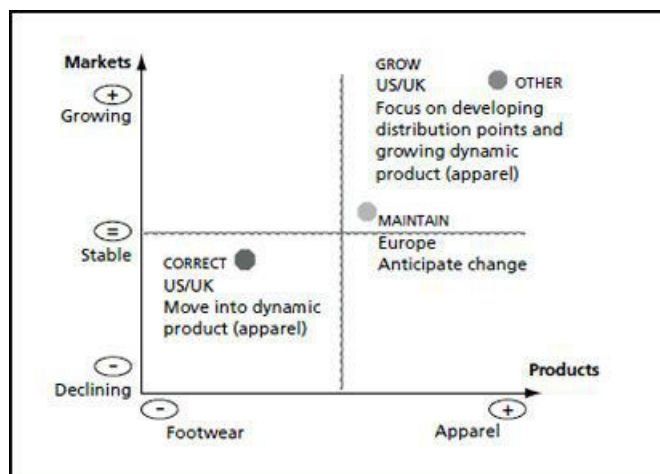 Markets
+
Growing
=
Stable
-
Declining
GROW
US/UK
OTHER
Focus on developing
distribution points and
growing dynamic
product (apparel)
MAINTAIN
Europe
Anticipate change
CORRECT
US/UK
Move into dynamic
product (apparel)
Products
-
Footwear
+
Apparel